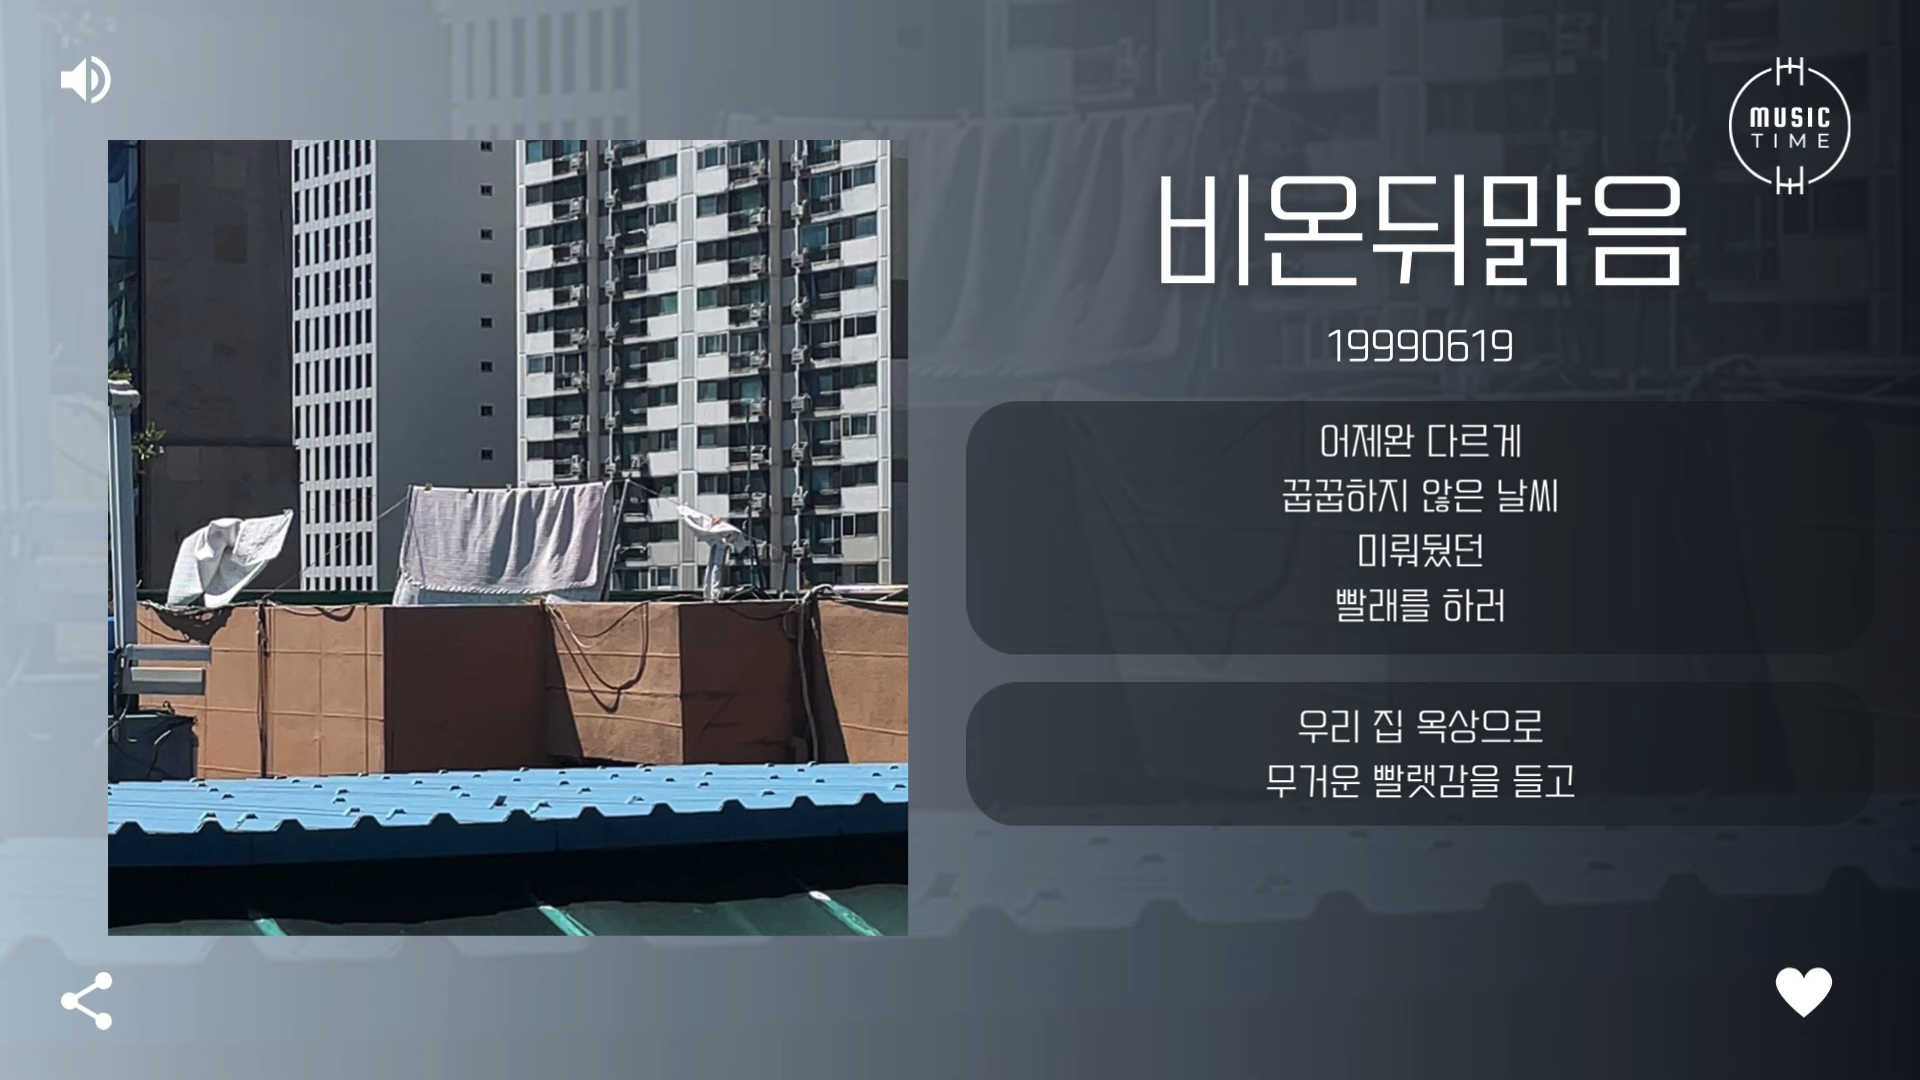 MUSIC
TIME
비온뒤맑음
19990619
어제완 다르게
꿉꿉하지 않은 날씨
미뤄뒀던
빨래를 하러
우리 집 옥상으로
무거운 빨랫감을 들고